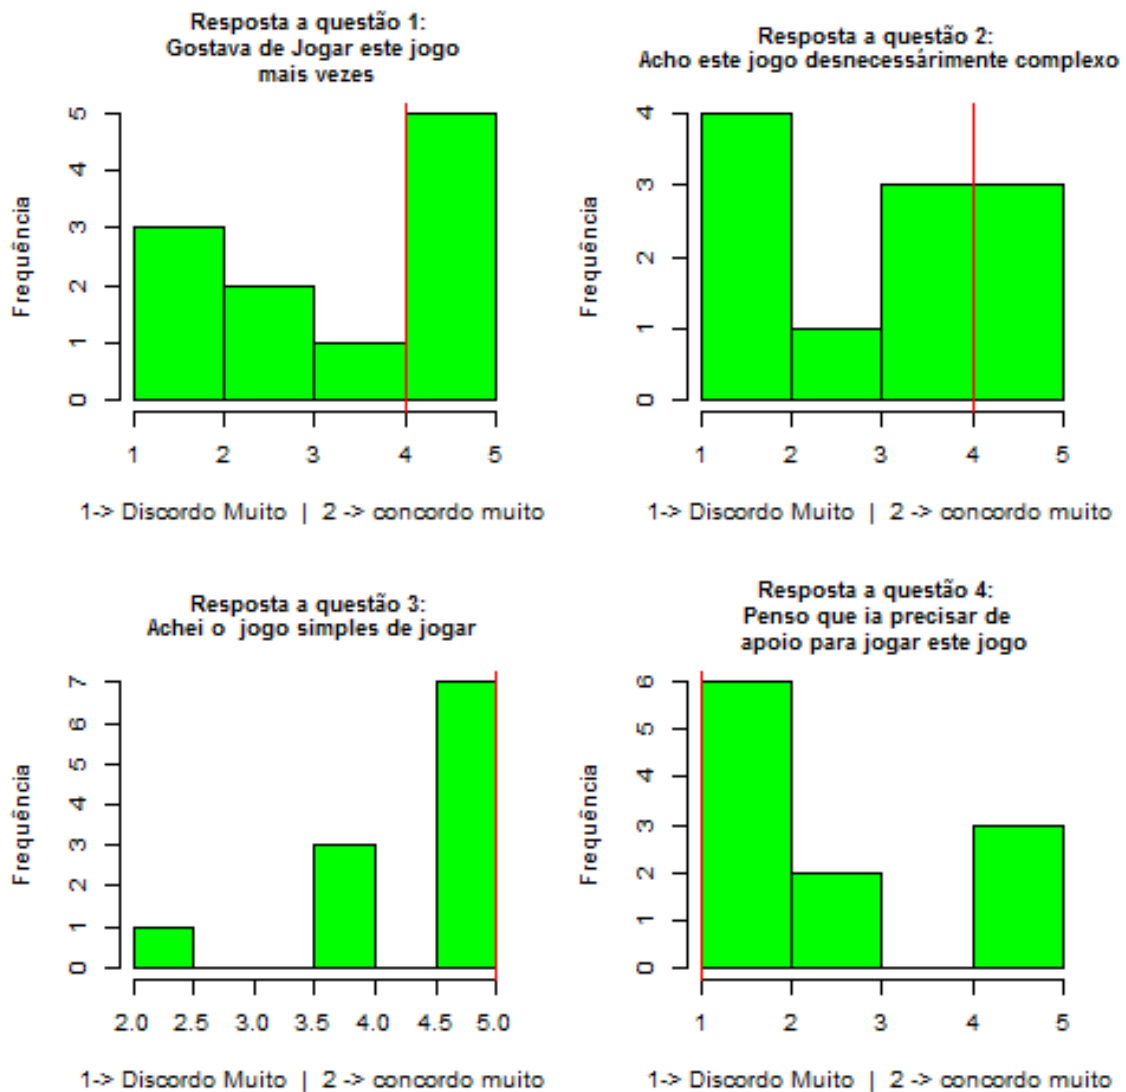 Resposta a questão 1:
Gostava de Jogar este jogo
mais vezes
5
4
3
2
1
0
Frequência
1
2
3
4
5
1-> Discordo Muito | 2 -> concordo muito
Resposta a questão 2:
Acho este jogo desnecessárimente complexo
4
3
2
1
0
Frequência
1
2
3
4
5
1-> Discordo Muito | 2 -> concordo muito
Resposta a questão 3:
Achei o jogo simples de jogar
7
6
5
4
3
2
1
0
Frequência
2.0 2.5 3.0 3.5 4.0 4.5 5.0
1-> Discordo Muito | 2 -> concordo muito
Resposta a questão 4:
Penso que ia precisar de
apoio para jogar este jogo
6
5
4
3
2
1
0
Frequência
1
2
3
4
5
1-> Discordo Muito | 2 -> concordo muito